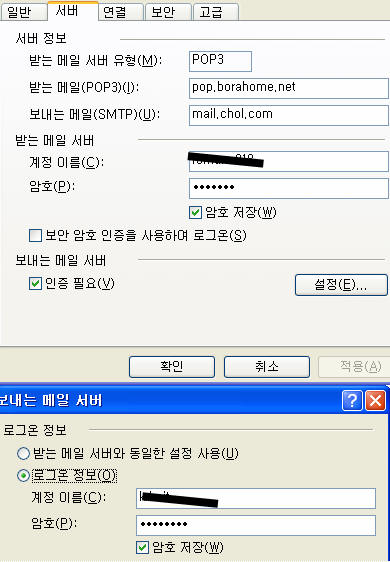 일반 서버 연결 보안 고급
서버 정보
받는 메일 서버 유형(M): POP3
받는 메일(POP3)(I): pop.borahome.net
보내는 메일(SMTP)(U): mail.chol.com
받는 메일 서버
계정 이름(C):
암호(P): •••••••
암호 저장(W)
보안 암호 인증을 사용하여 로그온(S)
보내는 메일 서버
인증 필요(V) 설정(E)...
확인 취소 적용(A)
보내는 메일 서버
로그온 정보
받는 메일 서버와 동일한 설정 사용(U)
로그온 정보(O)
계정 이름(C):
암호(P): ••••••••
암호 저장(W)